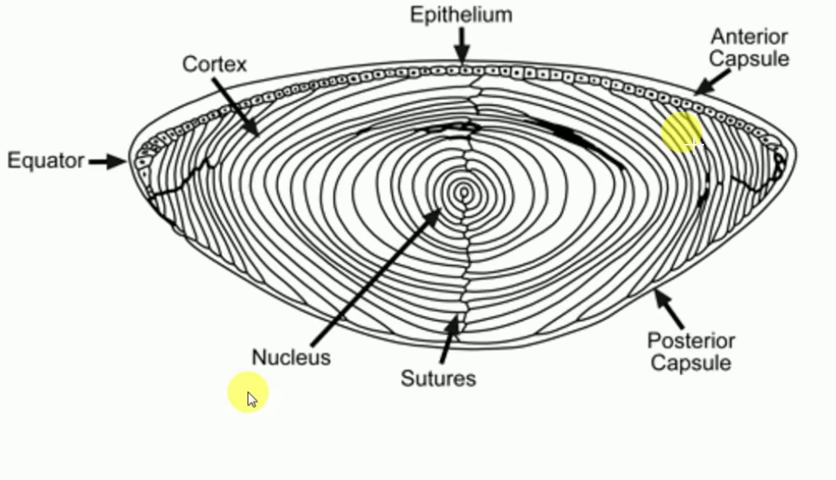 Epithelium
Cortex
Anterior
Capsule
Equator
Nucleus
Sutures
Posterior
Capsule